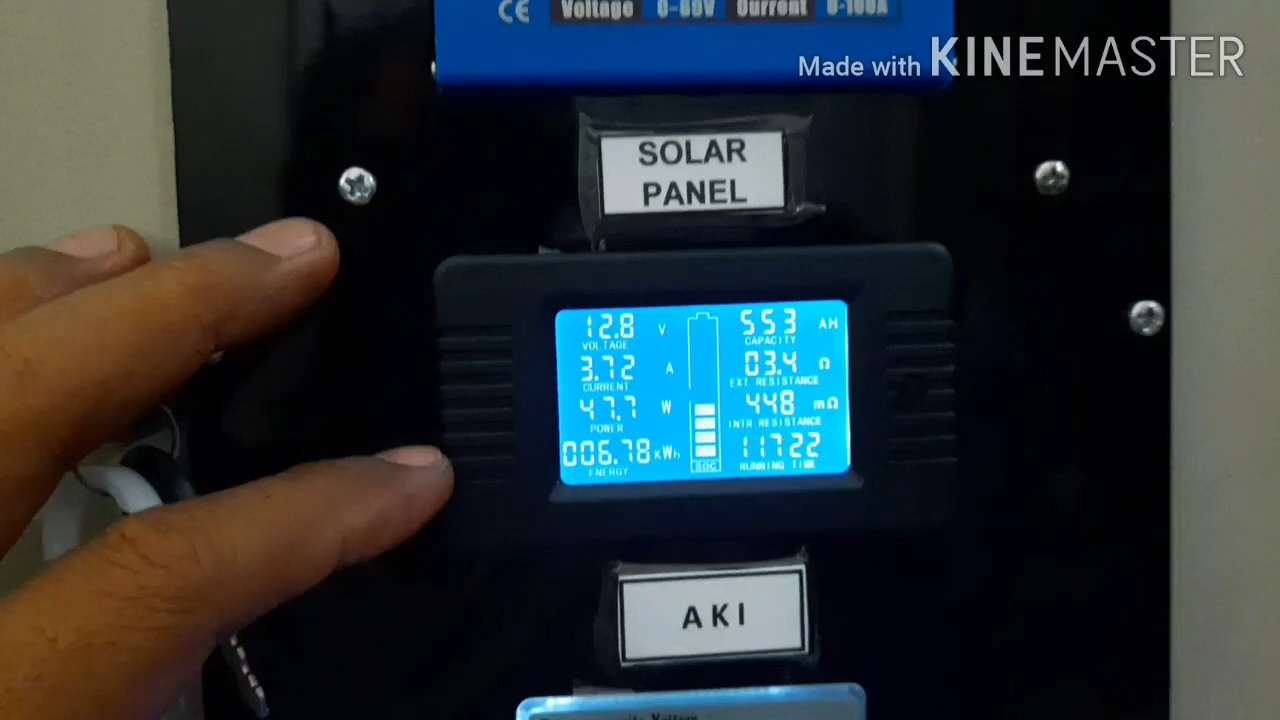 CE Voltage 0-60V Current 0-100A
Made with KINEMASTER
SOLAR
PANEL
12.8 V
VOLTAGE
3.72 A
CURRENT
47.7 W
POWER
006.78 KWh
ENERGY
SOC
553 AH
CAPACITY
03.4 Ω
EXT RESISTANCE
448 mΩ
INTR RESISTANCE
11722
RUNNING TIME
AKI
Voltage